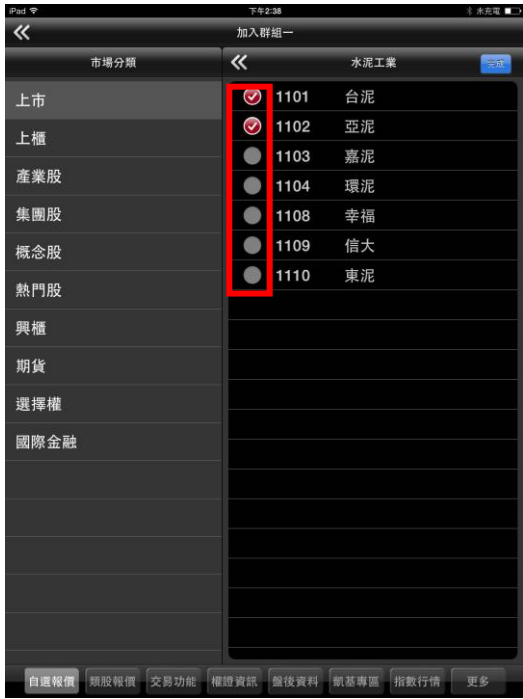 iPad 下午2:38 未充電
加入群組一
市場分類
水泥工業 完成
上市
上櫃
產業股
集團股
概念股
熱門股
興櫃
期貨
選擇權
國際金融
1101 台泥
1102 亞泥
1103 嘉泥
1104 環泥
1108 幸福
1109 信大
1110 東泥
自選報價 類股報價 交易功能 權證資訊 盤後資料 凱基專區 指數行情 更多